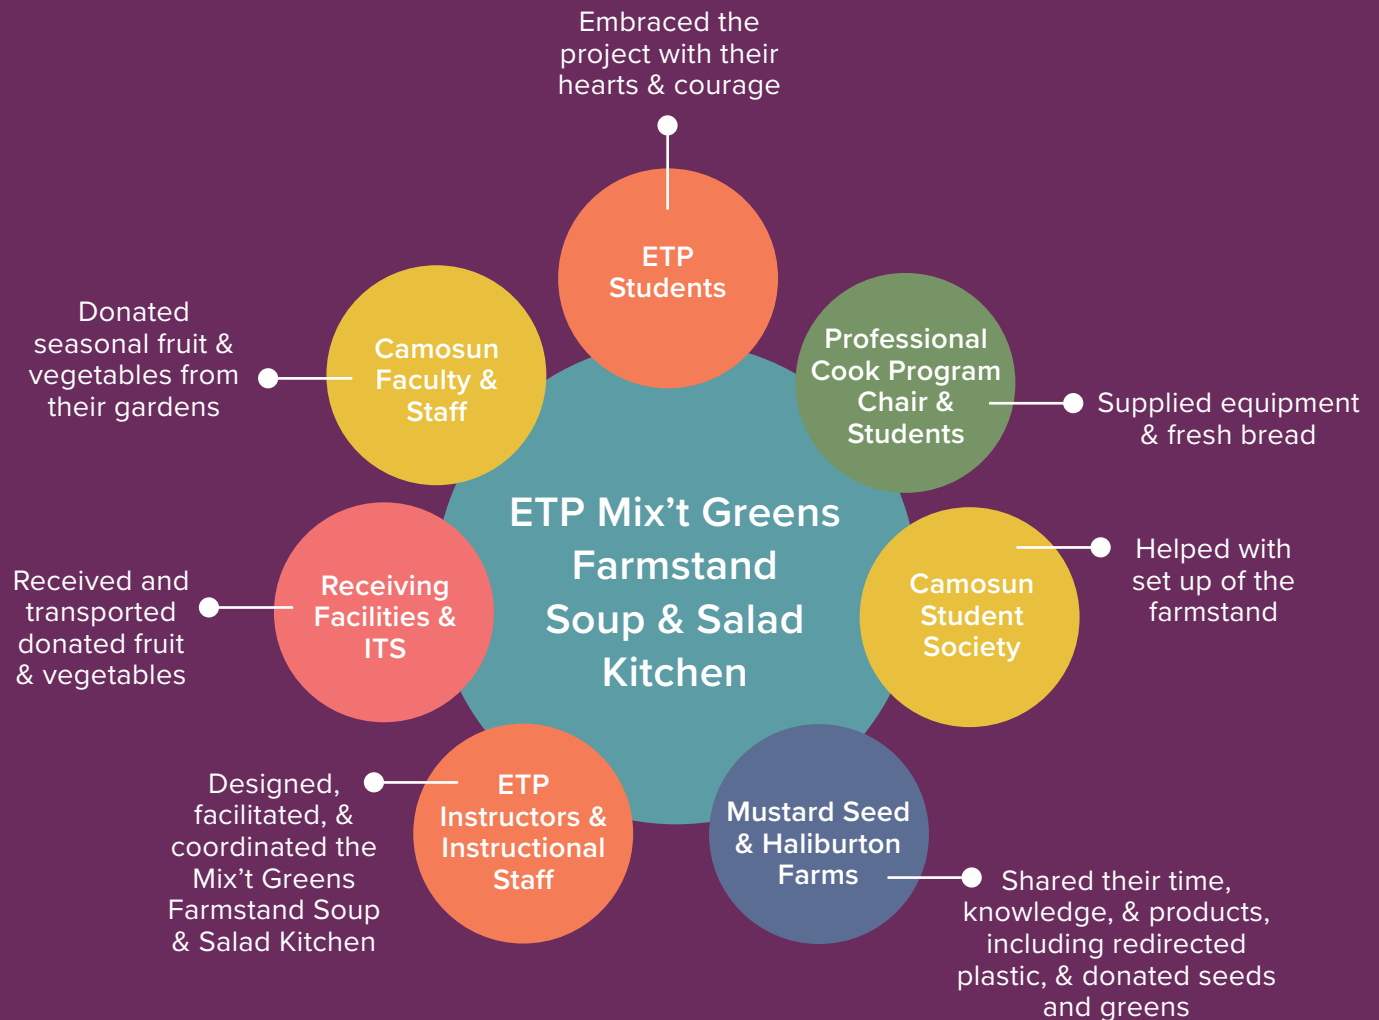 Embraced the
project with their
hearts & courage
ETP
Students
Professional
Cook Program
Chair &
Students
Supplied equipment
& fresh bread
Camosun
Student
Society
Helped with
set up of the
farmstand
Mustard Seed
& Haliburton
Farms
Shared their time,
knowledge, & products,
including redirected
plastic, & donated seeds
and greens
ETP
Instructors &
Instructional
Staff
Designed,
facilitated, &
coordinated the
Mix’t Greens
Farmstand Soup
& Salad Kitchen
Receiving
Facilities &
ITS
Received and
transported
donated fruit
& vegetables
Camosun
Faculty &
Staff
Donated
seasonal fruit &
vegetables from
their gardens
ETP Mix’t Greens
Farmstand
Soup & Salad
Kitchen